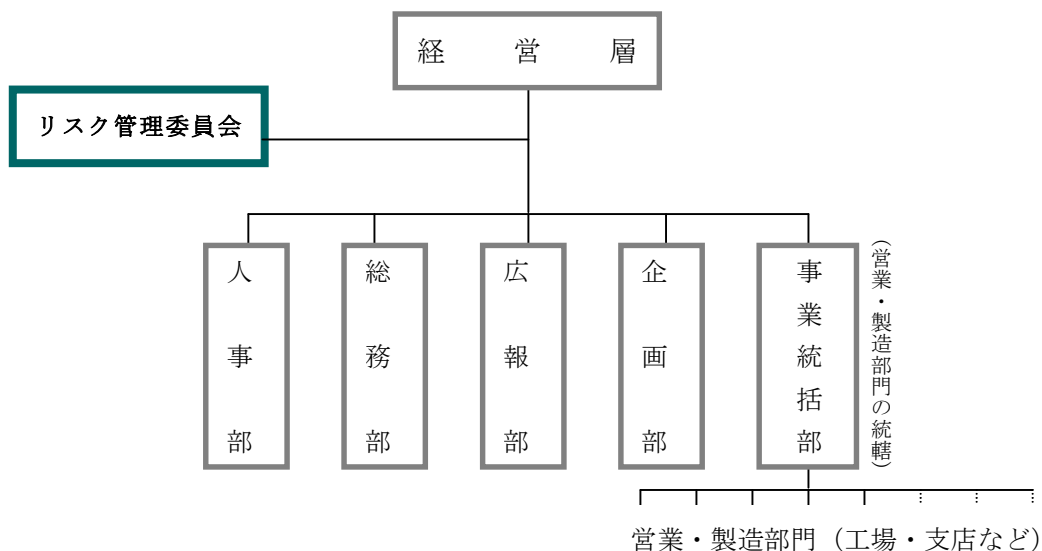 経営層
リスク管理委員会
人事部
総務部
広報部
企画部
事業統括部
(営業・製造部門の統轄)
営業・製造部門（工場・支店など）